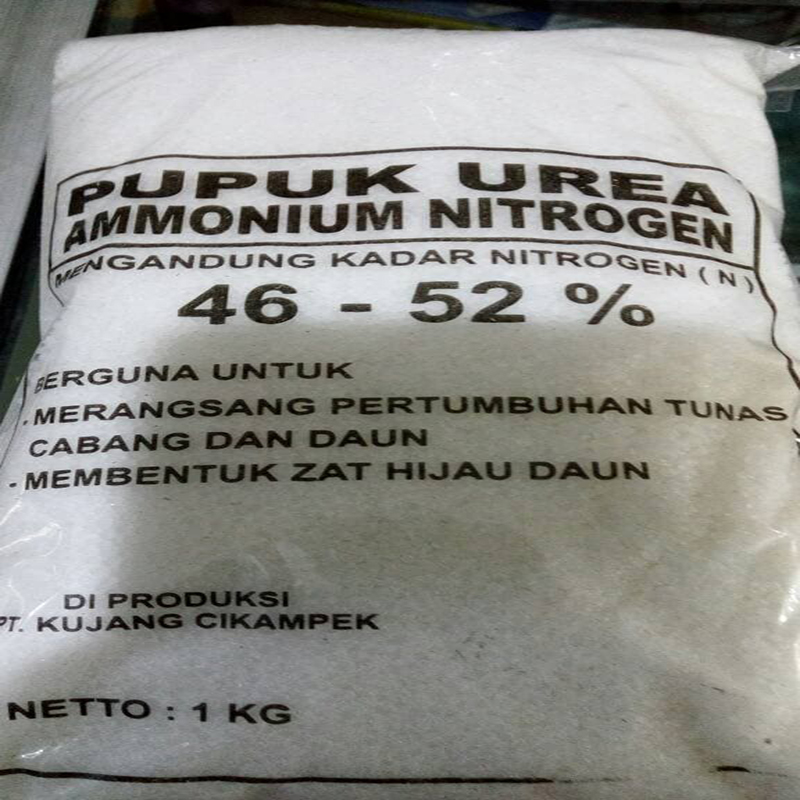 PUPUK UREA
AMMONIUM NITROGEN
MENGANDUNG KADAR NITROGEN ( N )
46 - 52 %
BERGUNA UNTUK
- MERANGSANG PERTUMBUHAN TUNAS
CABANG DAN DAUN
- MEMBENTUK ZAT HIJAU DAUN
DI PRODUKSI
PT. KUJANG CIKAMPEK
NETTO : 1 KG